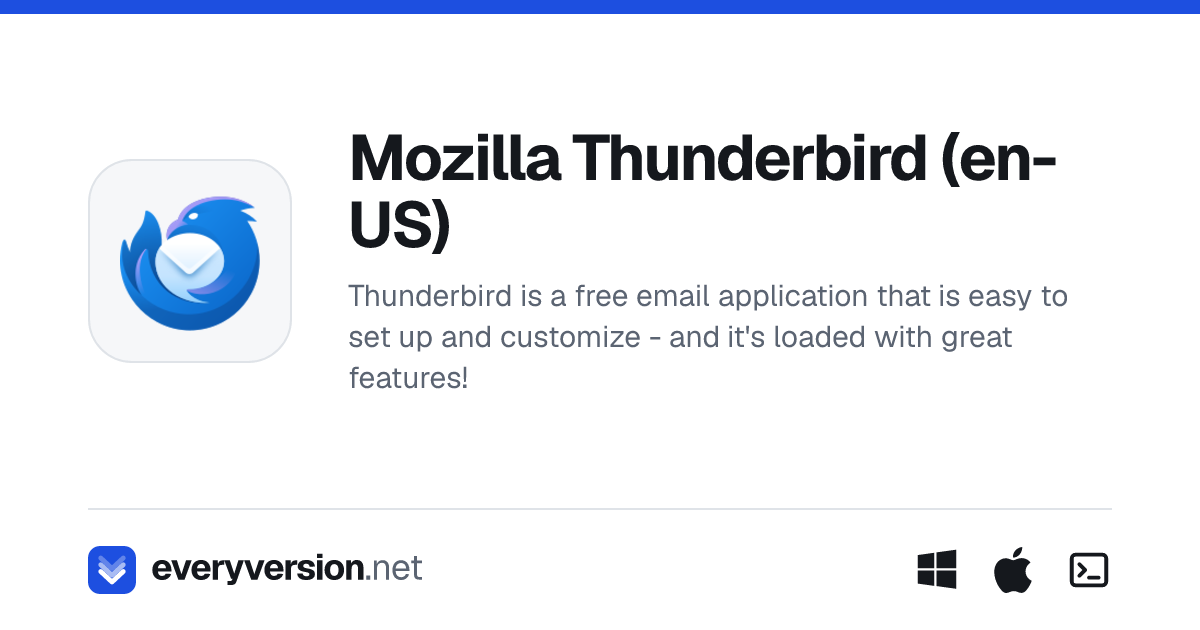 Mozilla Thunderbird (en-
US)
Thunderbird is a free email application that is easy to
set up and customize - and it's loaded with great
features!
everyversion.net